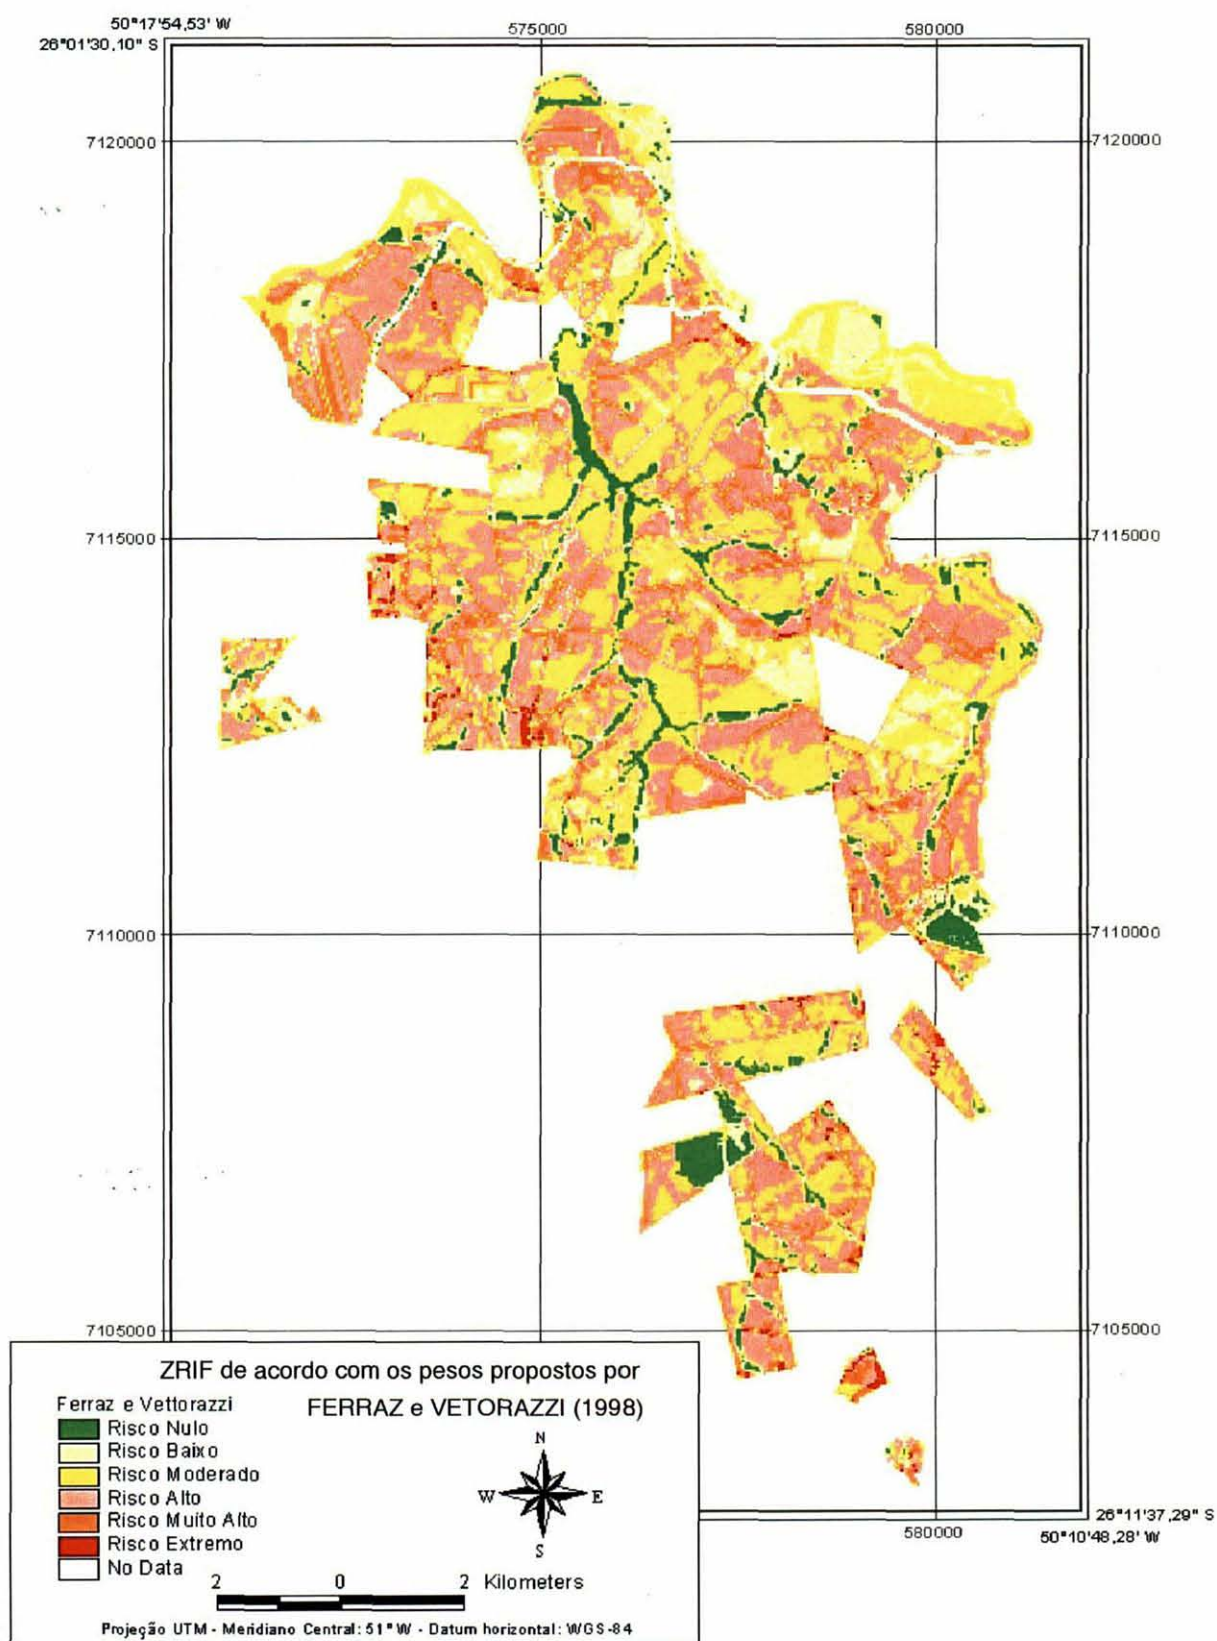 50°17'54,53' W
26°01'30,10" S
575000 580000
7120000 7120000
7115000 7115000
7110000 7110000
7105000 7105000
ZRIF de acordo com os pesos propostos por
FERRAZ e VETORAZZI (1998)
Ferraz e Vettorazzi
Risco Nulo
Risco Baixo
Risco Moderado
Risco Alto
Risco Muito Alto
Risco Extremo
No Data
N
W E
S
2 0 2 Kilometers
Projeção UTM - Meridiano Central: 51° W - Datum horizontal: WGS-84
580000
26°11'37,29" S
50°10'48,28' W